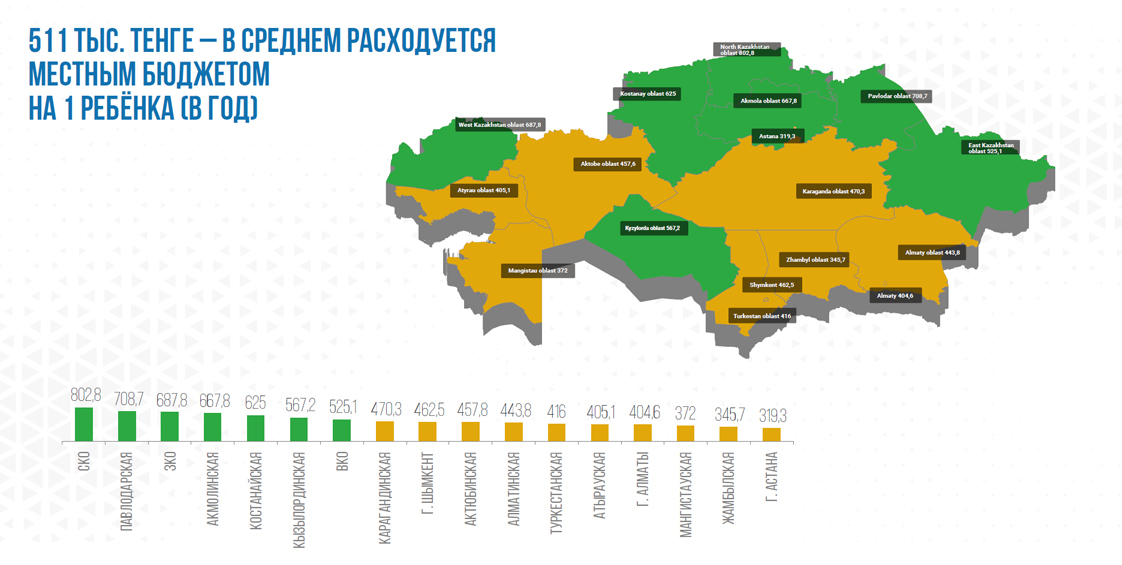 511 ТЫС. ТЕНГЕ – В СРЕДНЕМ РАСХОДУЕТСЯ
МЕСТНЫМ БЮДЖЕТОМ
НА 1 РЕБЁНКА (В ГОД)
North Kazakhstan
oblast 802,8
Kostanay oblast 625
Akmola oblast 667,8
Pavlodar oblast 708,7
West Kazakhstan oblast 687,8
Astana 319,3
East Kazakhstan
oblast 525,1
Aktobe oblast 457,6
Atyrau oblast 405,1
Karaganda oblast 470,3
Kyzylorda oblast 567,2
Almaty oblast 443,8
Zhambyl oblast 345,7
Mangistau oblast 372
Shymkent 462,5
Almaty 404,6
Turkestan oblast 416
802,8 708,7 687,8 667,8 625 567,2 525,1 470,3 462,5 457,8 443,8 416 405,1 404,6 372 345,7 319,3
СКО
ПАВЛОДАРСКАЯ
ЗКО
АКМОЛИНСКАЯ
КОСТАНАЙСКАЯ
КЫЗЫЛОРДИНСКАЯ
ВКО
КАРАГАНДИНСКАЯ
Г. ШЫМКЕНТ
АКТЮБИНСКАЯ
АЛМАТИНСКАЯ
ТУРКЕСТАНСКАЯ
АТЫРАУСКАЯ
Г. АЛМАТЫ
МАНГИСТАУСКАЯ
ЖАМБЫЛСКАЯ
Г. АСТАНА